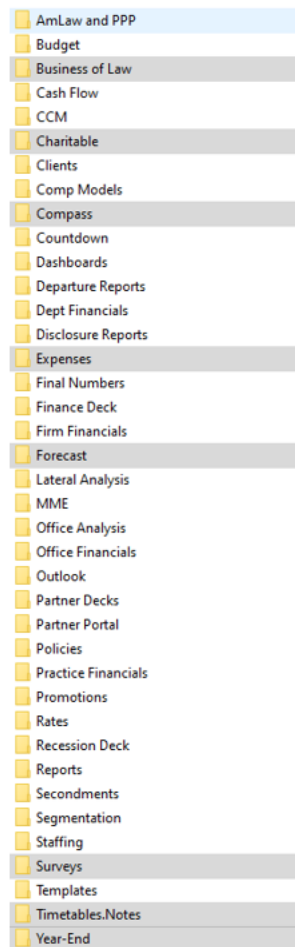 AmLaw and PPP
Budget
Business of Law
Cash Flow
CCM
Charitable
Clients
Comp Models
Compass
Countdown
Dashboards
Departure Reports
Dept Financials
Disclosure Reports
Expenses
Final Numbers
Finance Deck
Firm Financials
Forecast
Lateral Analysis
MME
Office Analysis
Office Financials
Outlook
Partner Decks
Partner Portal
Policies
Practice Financials
Promotions
Rates
Recession Deck
Reports
Secondments
Segmentation
Staffing
Surveys
Templates
Timetables.Notes
Year-End